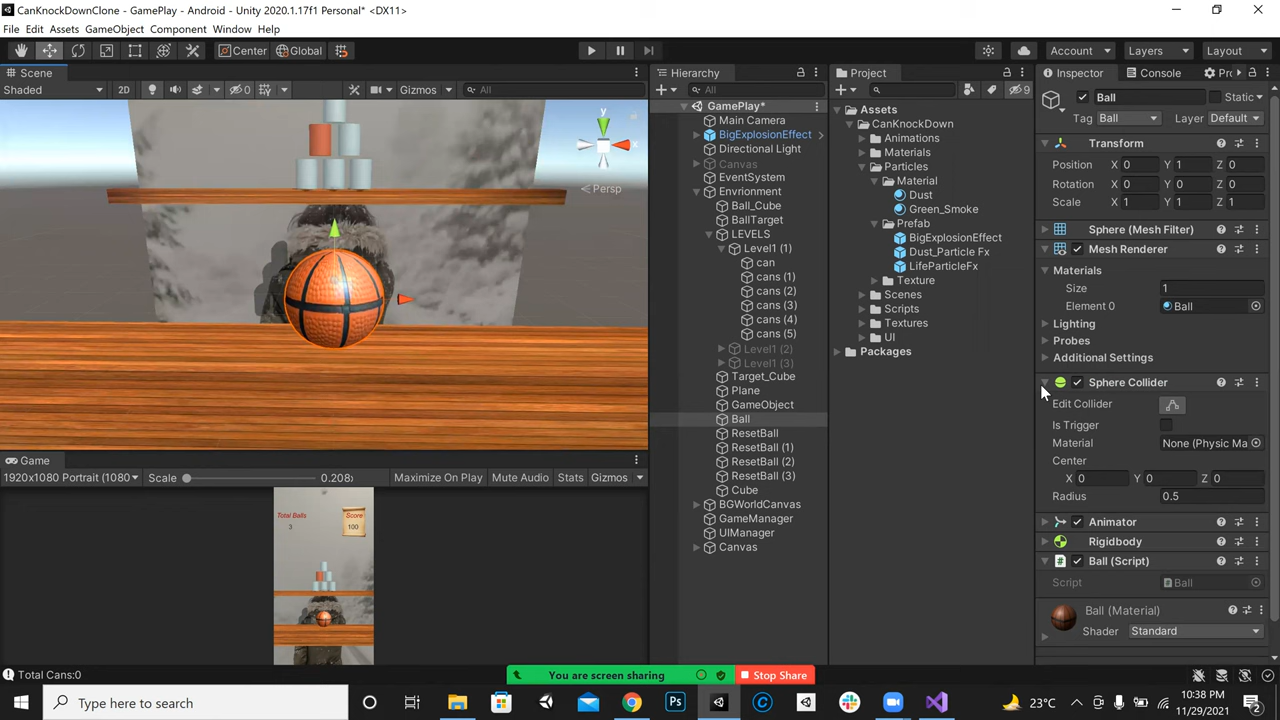 CanKnockDownClone - GamePlay - Android - Unity 2020.1.17f1 Personal* <DX11>
File Edit Assets GameObject Component Window Help
Center Global Account Layers Layout
Scene Hierarchy Project Inspector Console
Shaded 2D 0 Gizmos All
All
9
y
Persp
GamePlay*
Main Camera
BigExplosionEffect
Directional Light
Canvas
EventSystem
Envrionment
Ball_Cube
BallTarget
LEVELS
Level1 (1)
can
cans (1)
cans (2)
cans (3)
cans (4)
cans (5)
Level1 (2)
Level1 (3)
Target_Cube
Plane
GameObject
Ball
ResetBall
ResetBall (1)
ResetBall (2)
ResetBall (3)
Cube
BGWorldCanvas
GameManager
UIManager
Canvas
Assets
CanKnockDown
Animations
Materials
Particles
Material
Dust
Green_Smoke
Prefab
BigExplosionEffect
Dust_Particle Fx
LifeParticleFx
Texture
Scenes
Scripts
Textures
UI
Packages
Ball Static
Tag Ball Layer Default
Transform
Position X 0 Y 1 Z 0
Rotation X 0 Y 0 Z 0
Scale X 1 Y 1 Z 1
Sphere (Mesh Filter)
Mesh Renderer
Materials
Size 1
Element 0 Ball
Lighting
Probes
Additional Settings
Sphere Collider
Edit Collider
Is Trigger
Material None (Physic Ma
Center
X 0 Y 0 Z 0
Radius 0.5
Animator
Rigidbody
Ball (Script)
Script Ball
Ball (Material)
Shader Standard
Game
1920x1080 Portrait (1080 Scale 0.208 Maximize On Play Mute Audio Stats Gizmos
Total Balls
3
Score
100
Total Cans:0
You are screen sharing Stop Share
Type here to search
Ps
23°C
10:38 PM
11/29/2021
2